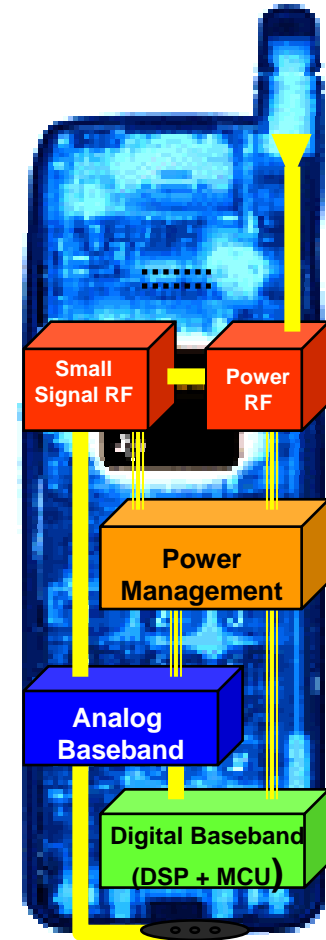 Small
Signal RF
Power
RF
Power
Management
Analog
Baseband
Digital Baseband
(DSP + MCU)